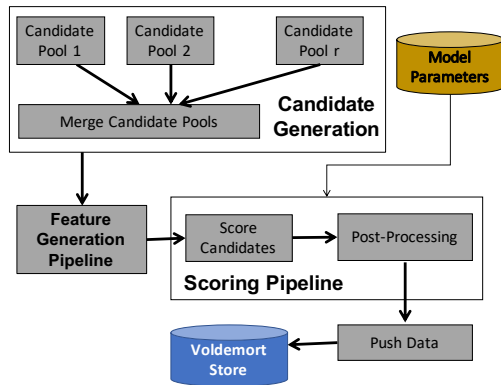 Candidate
Pool 1
Candidate
Pool 2
Candidate
Pool r
Merge Candidate Pools
Candidate
Generation
Model
Parameters
Feature
Generation
Pipeline
Score
Candidates
Post-Processing
Scoring Pipeline
Voldemort
Store
Push Data